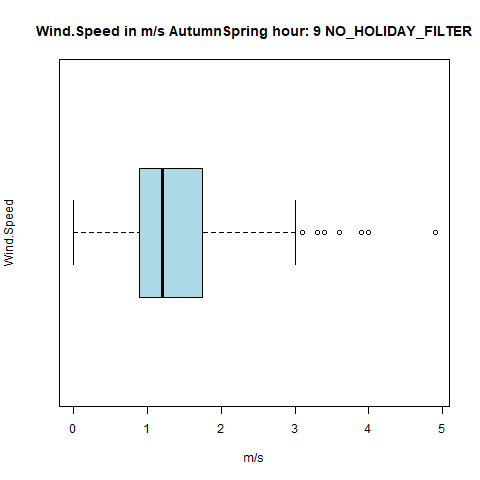 Wind.Speed in m/s AutumnSpring hour: 9 NO_HOLIDAY_FILTER
Wind.Speed
0 1 2 3 4 5
m/s